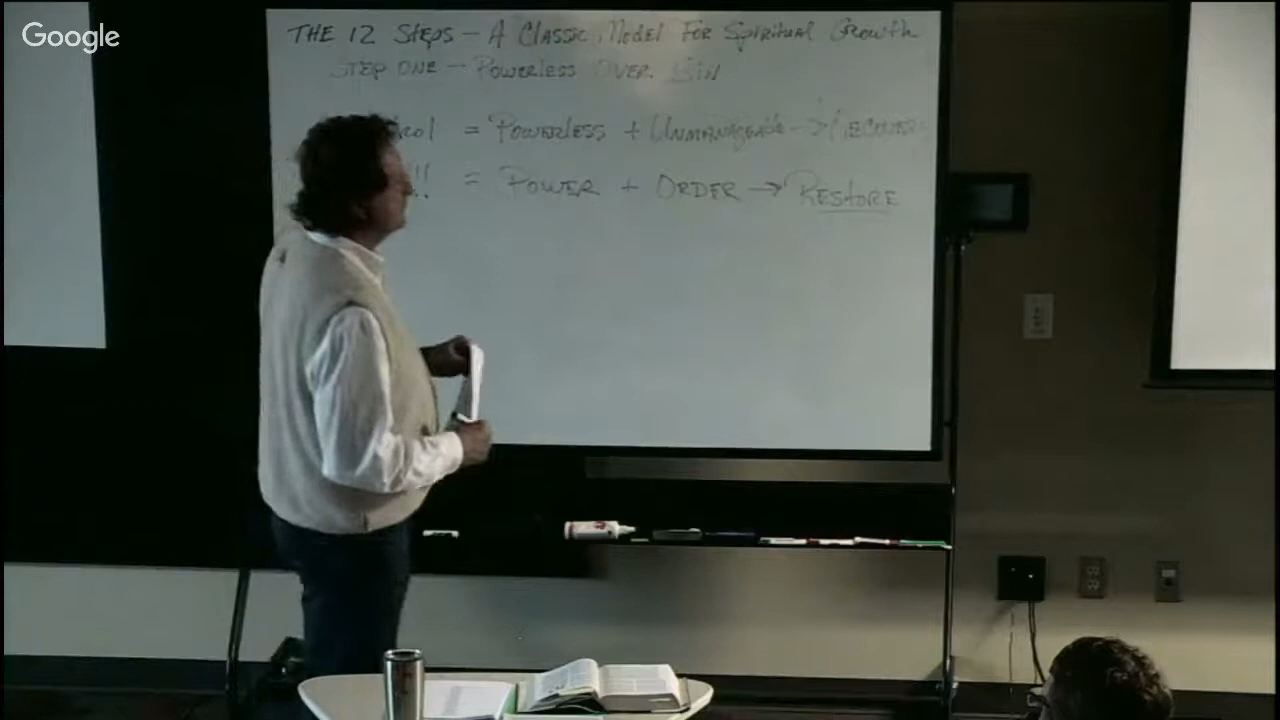 Google
THE 12 STEPS – A CLASSIC MODEL FOR SPIRITUAL GROWTH
STEP ONE – POWERLESS OVER SIN
= POWERLESS + UNMANAGEABLE →
!! = POWER + ORDER → RESTORE